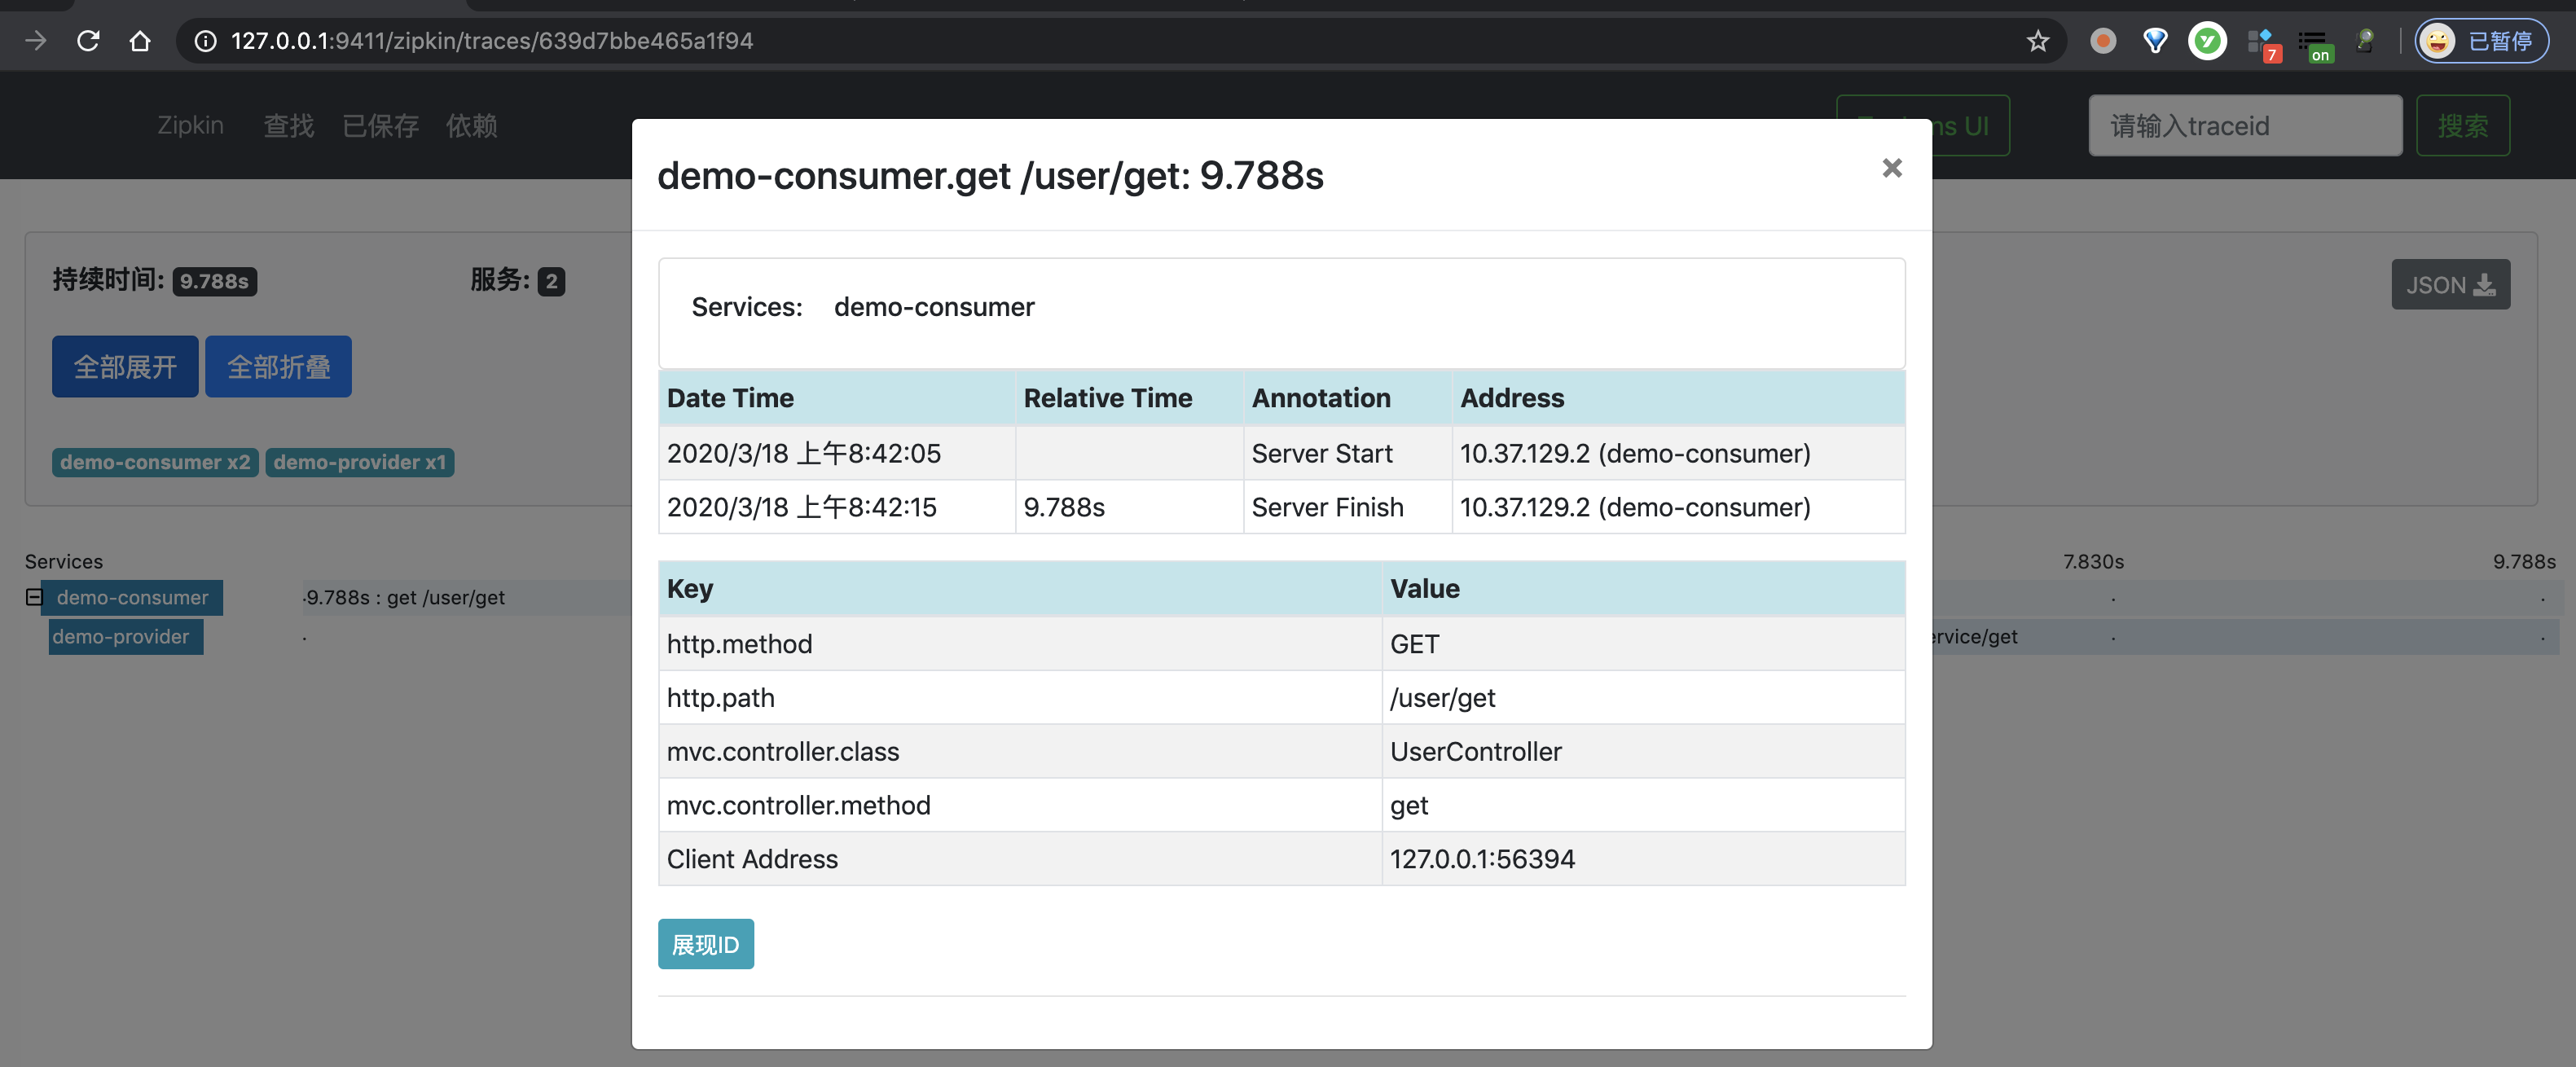 127.0.0.1:9411/zipkin/traces/639d7bbe465a1f94
7
on
已暂停
Zipkin 查找 已保存 依赖
ns UI
请输入traceid
搜索
demo-consumer.get /user/get: 9.788s
×
持续时间: 9.788s
服务: 2
JSON
全部展开 全部折叠
demo-consumer x2 demo-provider x1
Services: demo-consumer
Date Time Relative Time Annotation Address
2020/3/18 上午8:42:05 Server Start 10.37.129.2 (demo-consumer)
2020/3/18 上午8:42:15 9.788s Server Finish 10.37.129.2 (demo-consumer)
Services
7.830s 9.788s
demo-consumer
9.788s : get /user/get
demo-provider
ervice/get
Key Value
http.method GET
http.path /user/get
mvc.controller.class UserController
mvc.controller.method get
Client Address 127.0.0.1:56394
展现ID